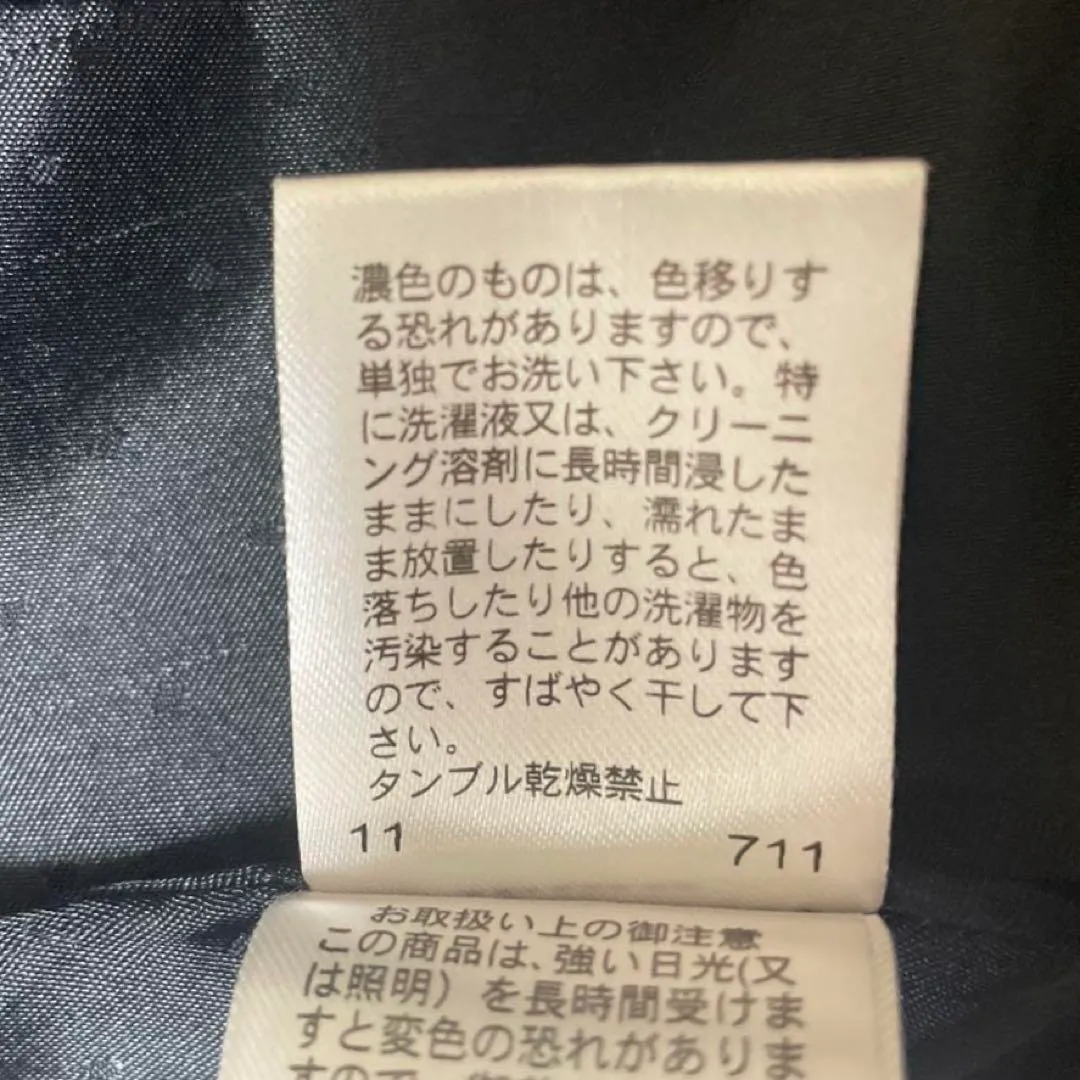 濃色のものは、色移りす
る恐れがありますので、
単独でお洗い下さい。特
に洗濯液又は、クリーニ
ング溶剤に長時間浸した
ままにしたり、濡れたま
ま放置したりすると、色
落ちしたり他の洗濯物を
汚染することがあります
ので、すばやく干して下
さい。
タンブル乾燥禁止
11 711
お取扱い上の御注意
この商品は、強い日光(又
は照明)を長時間受けま
すと変色の恐れがありま
すので、